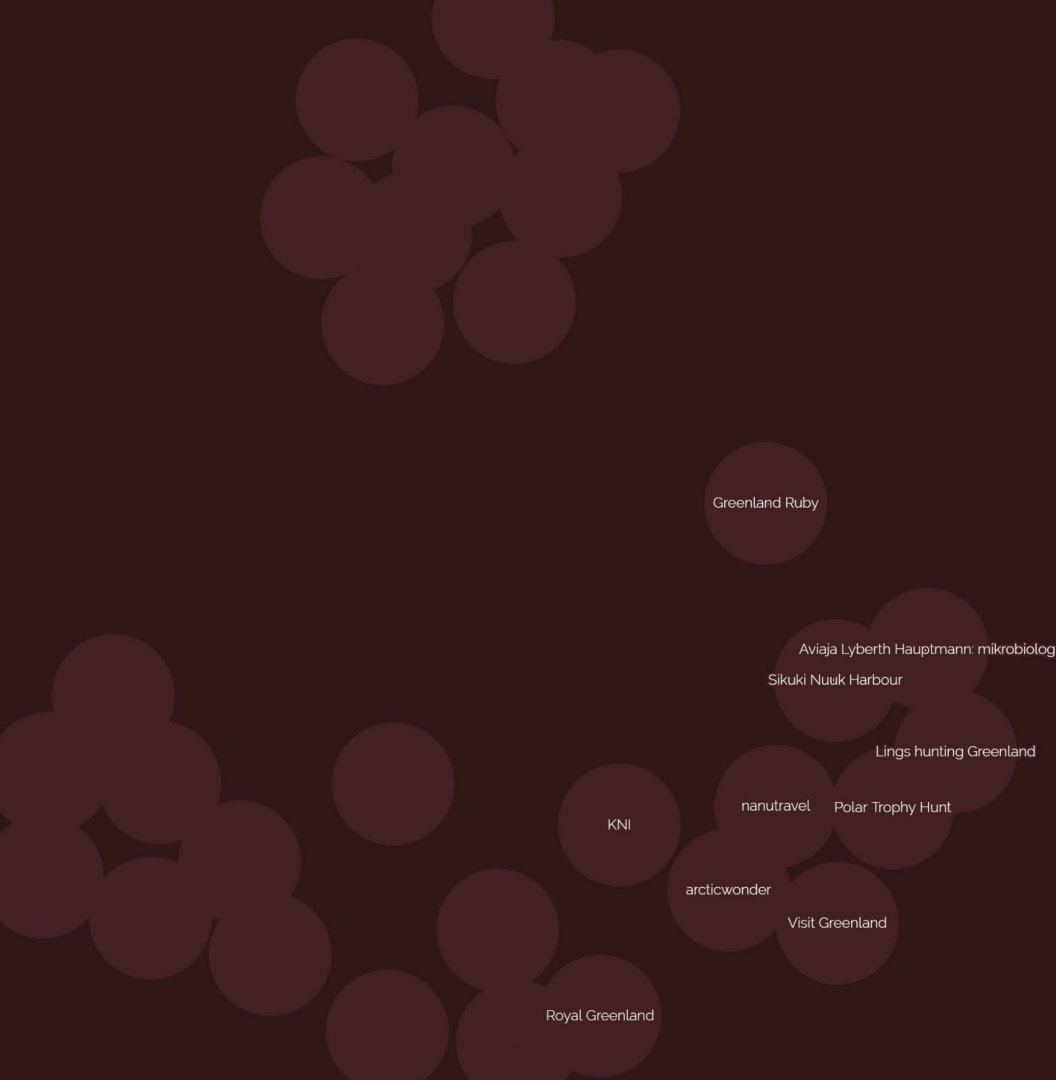 Greenland Ruby
Aviaja Lyberth Hauptmann: mikrobiolog
Sikuki Nuuk Harbour
Lings hunting Greenland
nanutravel
Polar Trophy Hunt
KNI
arcticwonder
Visit Greenland
Royal Greenland